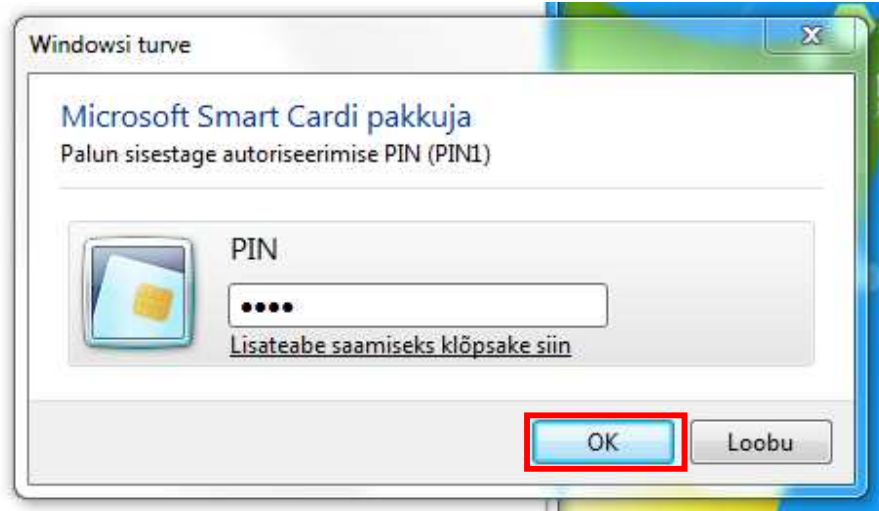 Windowsi turve
Microsoft Smart Cardi pakkuja
Palun sisestage autoriseerimise PIN (PIN1)
PIN
••••
Lisateabe saamiseks klõpsake siin
OK Loobu